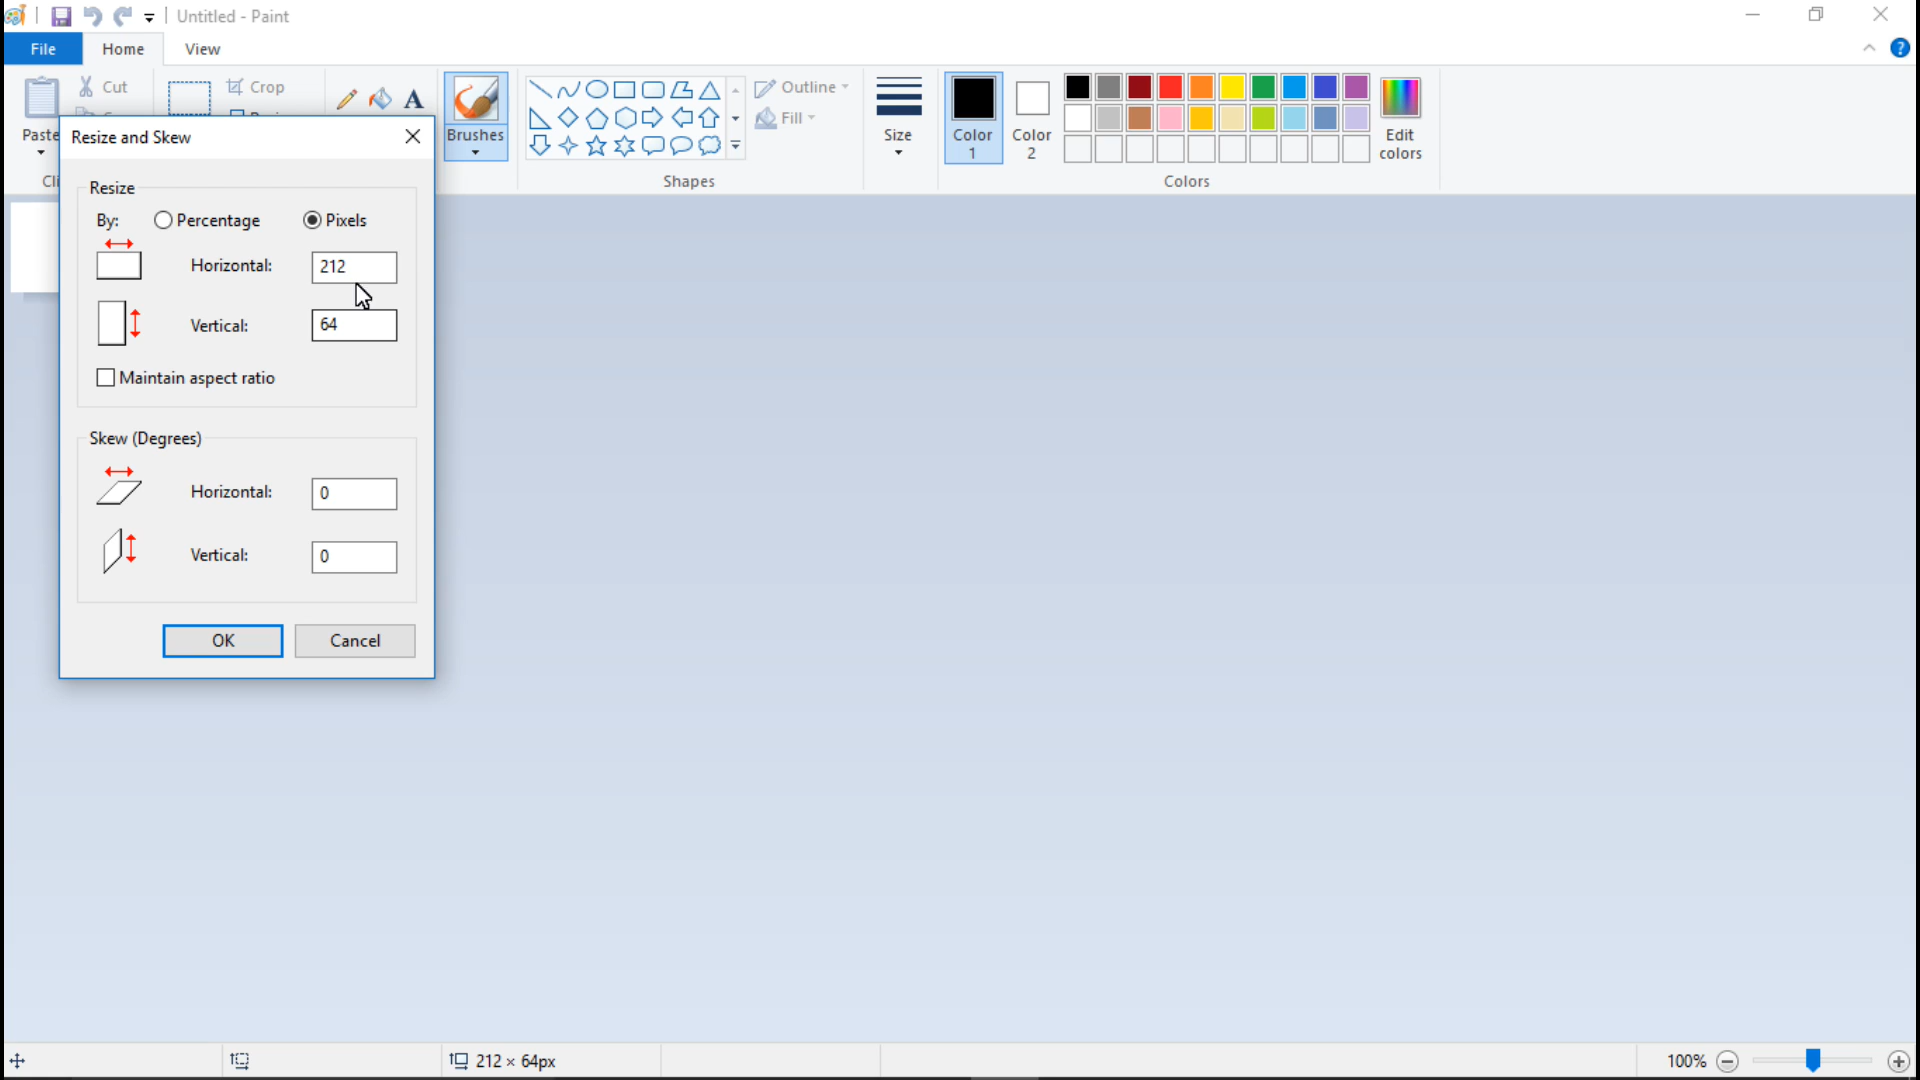 Untitled - Paint
File Home View
Paste
Cut
Crop
Brushes
Outline
Fill
Shapes
Size
Color 1
Color 2
Edit colors
Colors
Resize and Skew
Resize
By: Percentage Pixels
Horizontal: 212
Vertical: 64
Maintain aspect ratio
Skew (Degrees)
Horizontal: 0
Vertical: 0
OK Cancel
212 × 64px
100%